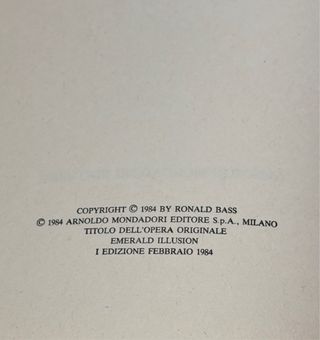 COPYRIGHT © 1984 BY RONALD BASS
© 1984 ARNOLDO MONDADORI EDITORE S.p.A., MILANO
TITOLO DELL'OPERA ORIGINALE
EMERALD ILLUSION
I EDIZIONE FEBBRAIO 1984